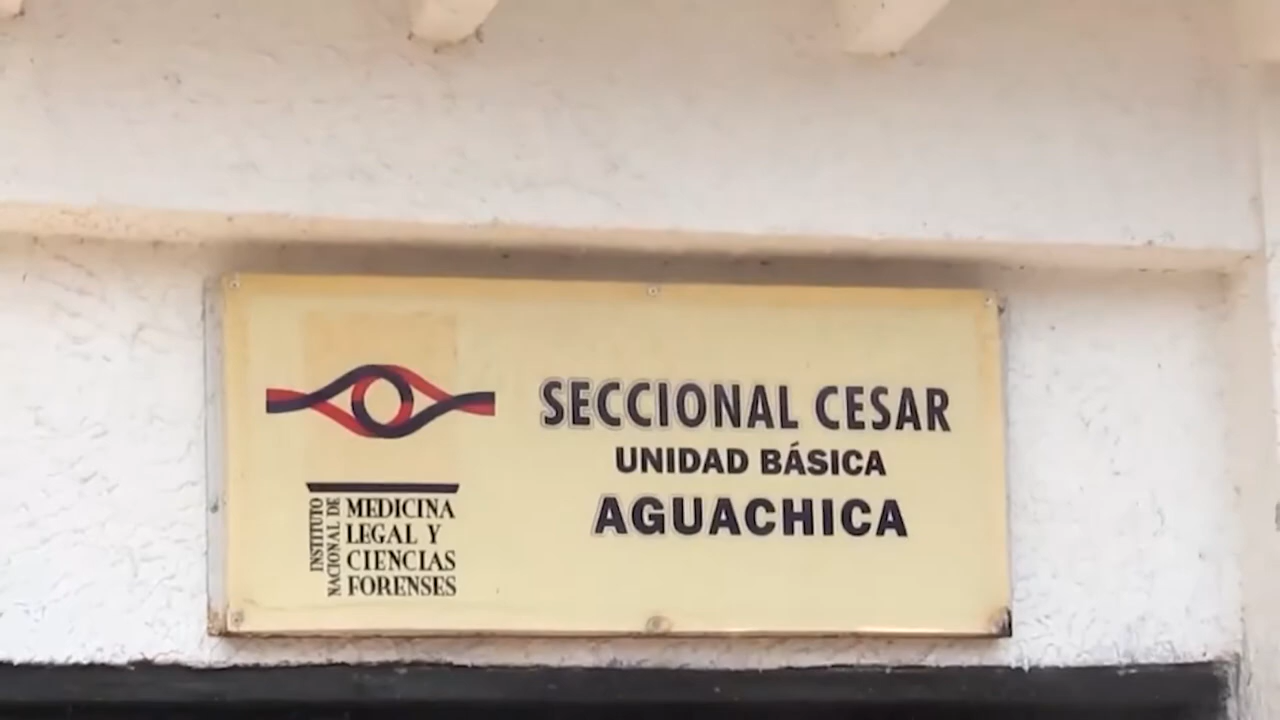 SECCIONAL CESAR
UNIDAD BÁSICA
AGUACHICA
INSTITUTO
NACIONAL DE
MEDICINA
LEGAL Y
CIENCIAS
FORENSES